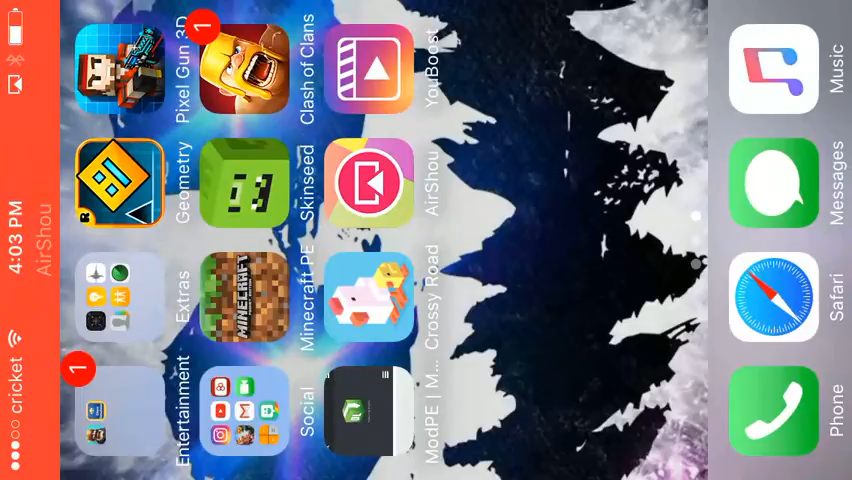 cricket 4:03 PM
AirShou
1
Entertainment Extras Geometry Pixel Gun 3D
MINECRAFT
1
Social Minecraft PE Skinseed Clash of Clans
ModPE | M... Crossy Road AirShou YouBoost
Phone Safari Messages Music